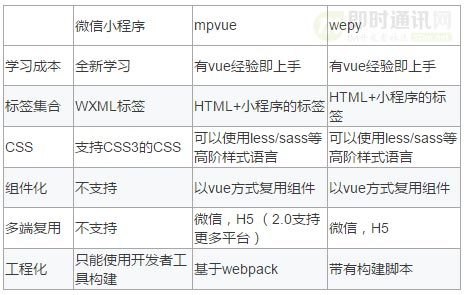 即时通讯网
微信小程序 mpvue wepy
学习成本 全新学习 有vue经验即上手 有vue经验即上手
标签集合 WXML标签 HTML+小程序的标签 HTML+小程序的标
签
CSS 支持CSS3的CSS 可以使用less/sass等 可以使用less/sass等
高阶样式语言 高阶样式语言
组件化 不支持 以vue方式复用组件 以vue方式复用组件
多端复用 不支持 微信，H5 （2.0支持 微信，H5
更多平台）
工程化 只能使用开发者工 基于webpack 带有构建脚本
具构建